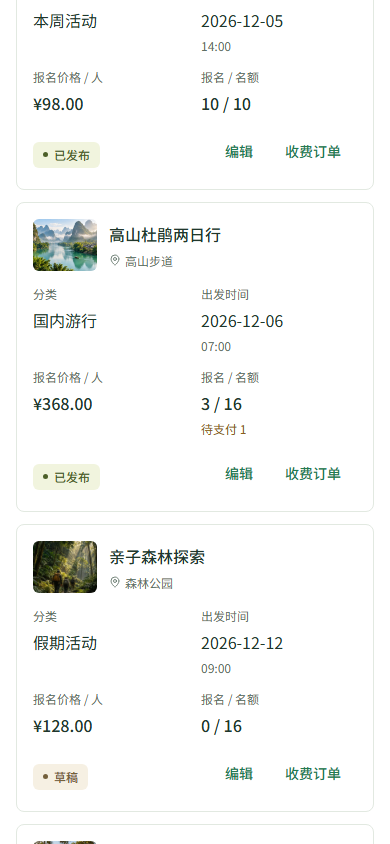 本周活动
2026-12-05
14:00
报名价格 / 人
报名 / 名额
¥98.00
10 / 10
已发布
编辑
收费订单
高山杜鹃两日行
高山步道
分类
出发时间
国内游行
2026-12-06
07:00
报名价格 / 人
报名 / 名额
¥368.00
3 / 16
待支付 1
已发布
编辑
收费订单
亲子森林探索
森林公园
分类
出发时间
假期活动
2026-12-12
09:00
报名价格 / 人
报名 / 名额
¥128.00
0 / 16
草稿
编辑
收费订单